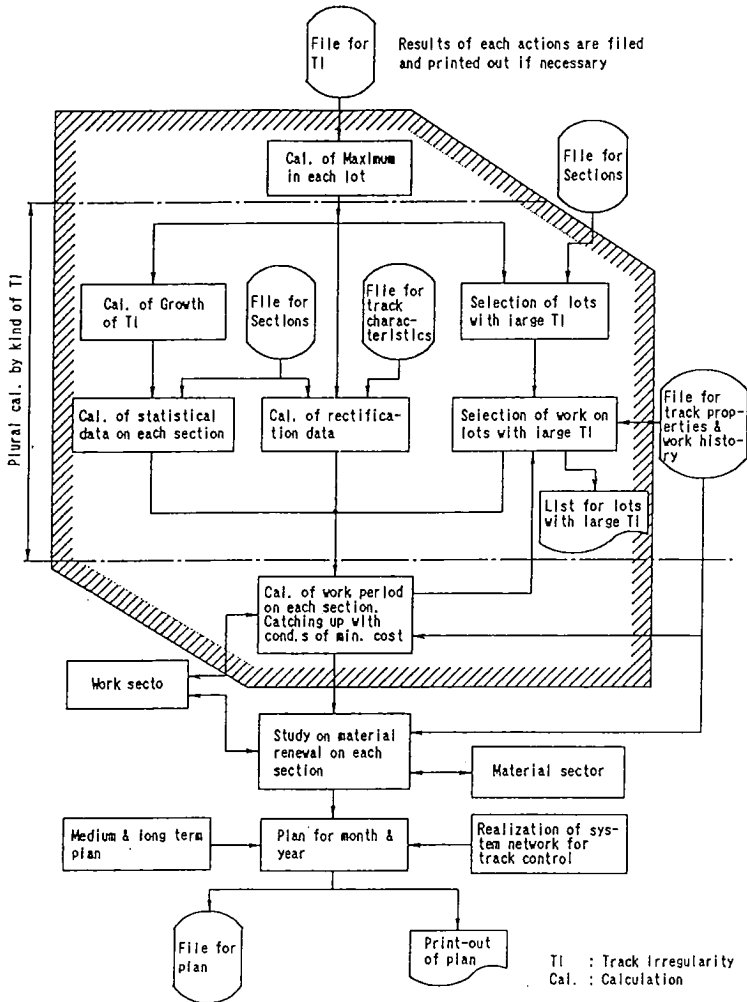 File for
TI
Results of each actions are filed
and printed out if necessary
Cal. of Maximum
in each lot
File for
Sections
Plural cal. by kind of TI
Cal. of Growth
of TI
File for
Sections
File for
track
charac-
teristics
Selection of lots
with large TI
Cal. of statistical
data on each section
Cal. of rectifica-
tion data
Selection of work on
lots with large TI
File for
track prop-
erties &
work histo-
ry
List for lots
with large TI
Cal. of work period
on each section.
Catching up with
cond.s of min. cost
Work secto
Study on material
renewal on each
section
Material sector
Medium & long term
plan
Plan for month &
year
Realization of sys-
tem network for
track control
File for
plan
Print-out
of plan
TI : Track Irregularity
Cal. : Calculation